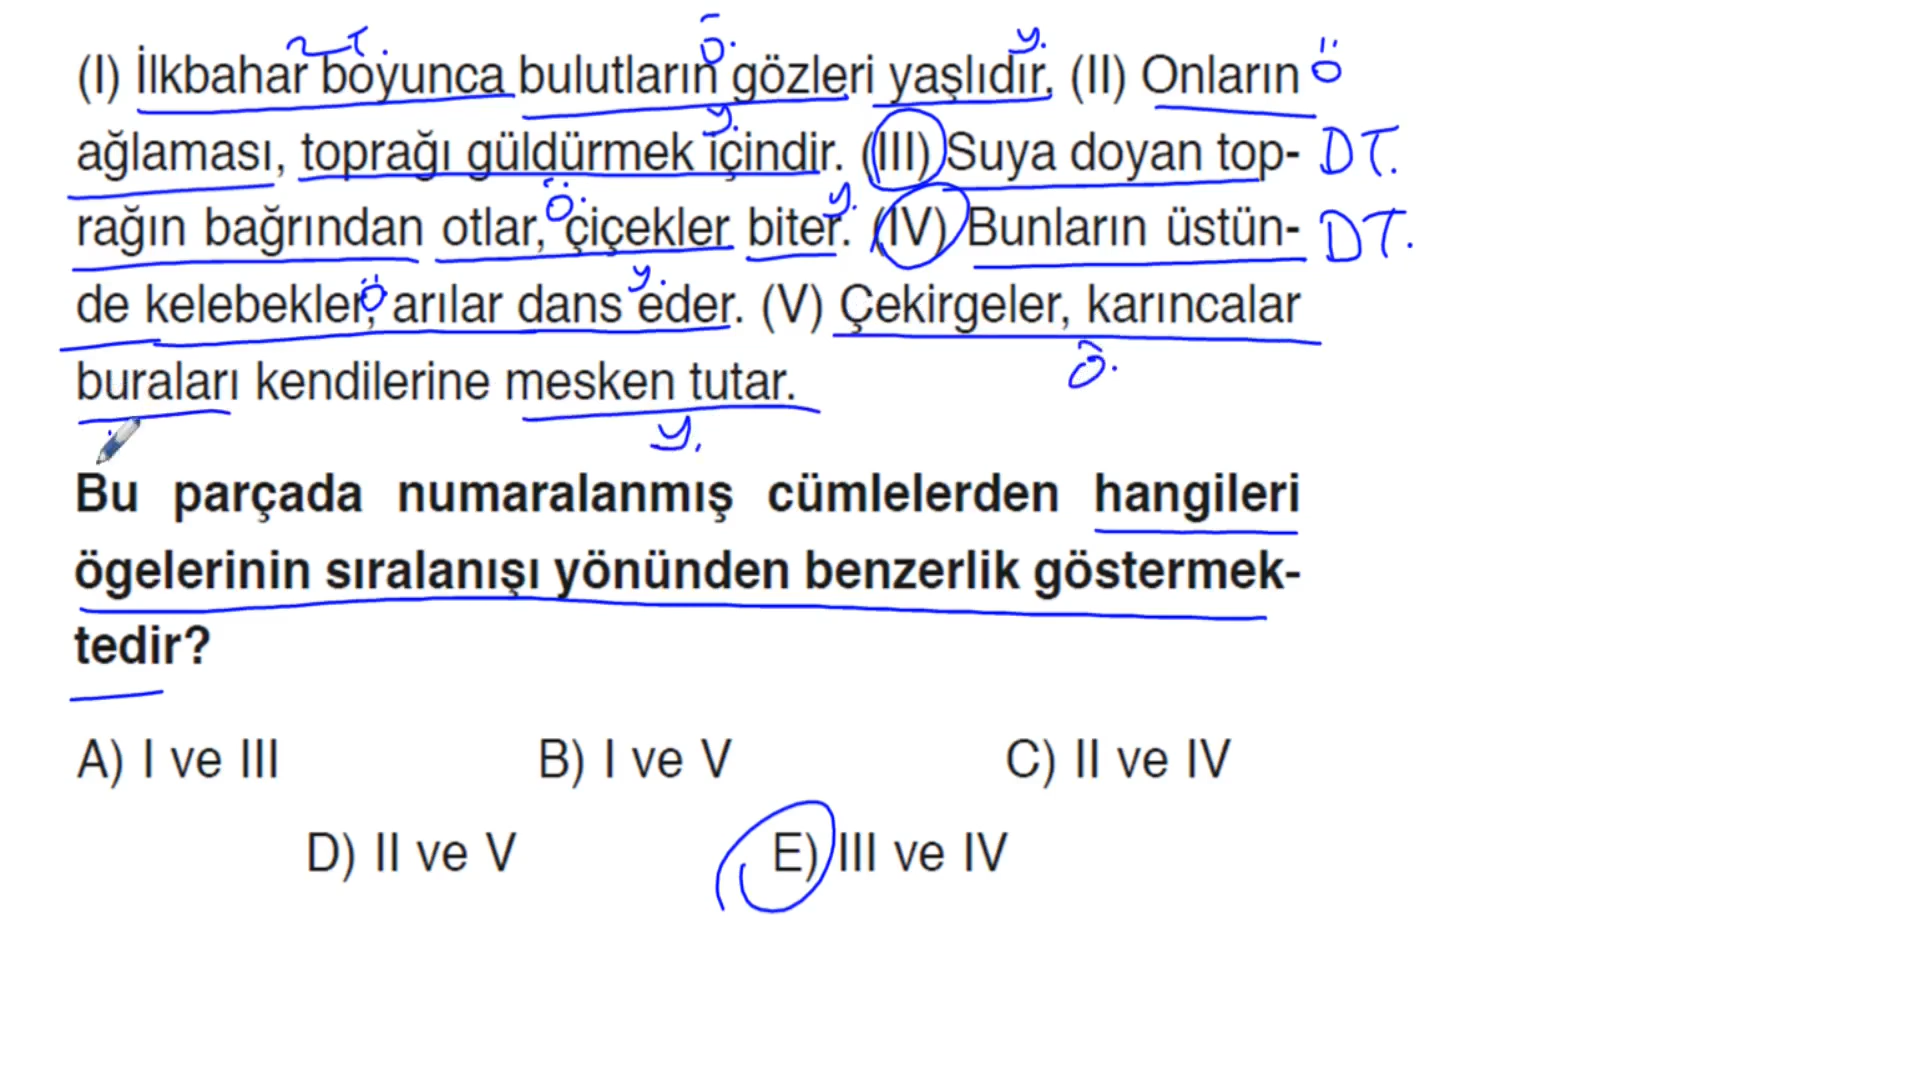 z T. ö. y.
(I) İlkbahar boyunca bulutların gözleri yaşlıdır. (II) Onların ö
y.
ağlaması, toprağı güldürmek içindir. (III) Suya doyan top- DT.
ö. y.
rağın bağrından otlar, çiçekler biter. (IV) Bunların üstün- DT.
ö y.
de kelebekler, arılar dans eder. (V) Çekirgeler, karıncalar
ö.
buraları kendilerine mesken tutar.
y.
Bu parçada numaralanmış cümlelerden hangileri
ögelerinin sıralanışı yönünden benzerlik göstermek-
tedir?
A) I ve III B) I ve V C) II ve IV
D) II ve V E) III ve IV